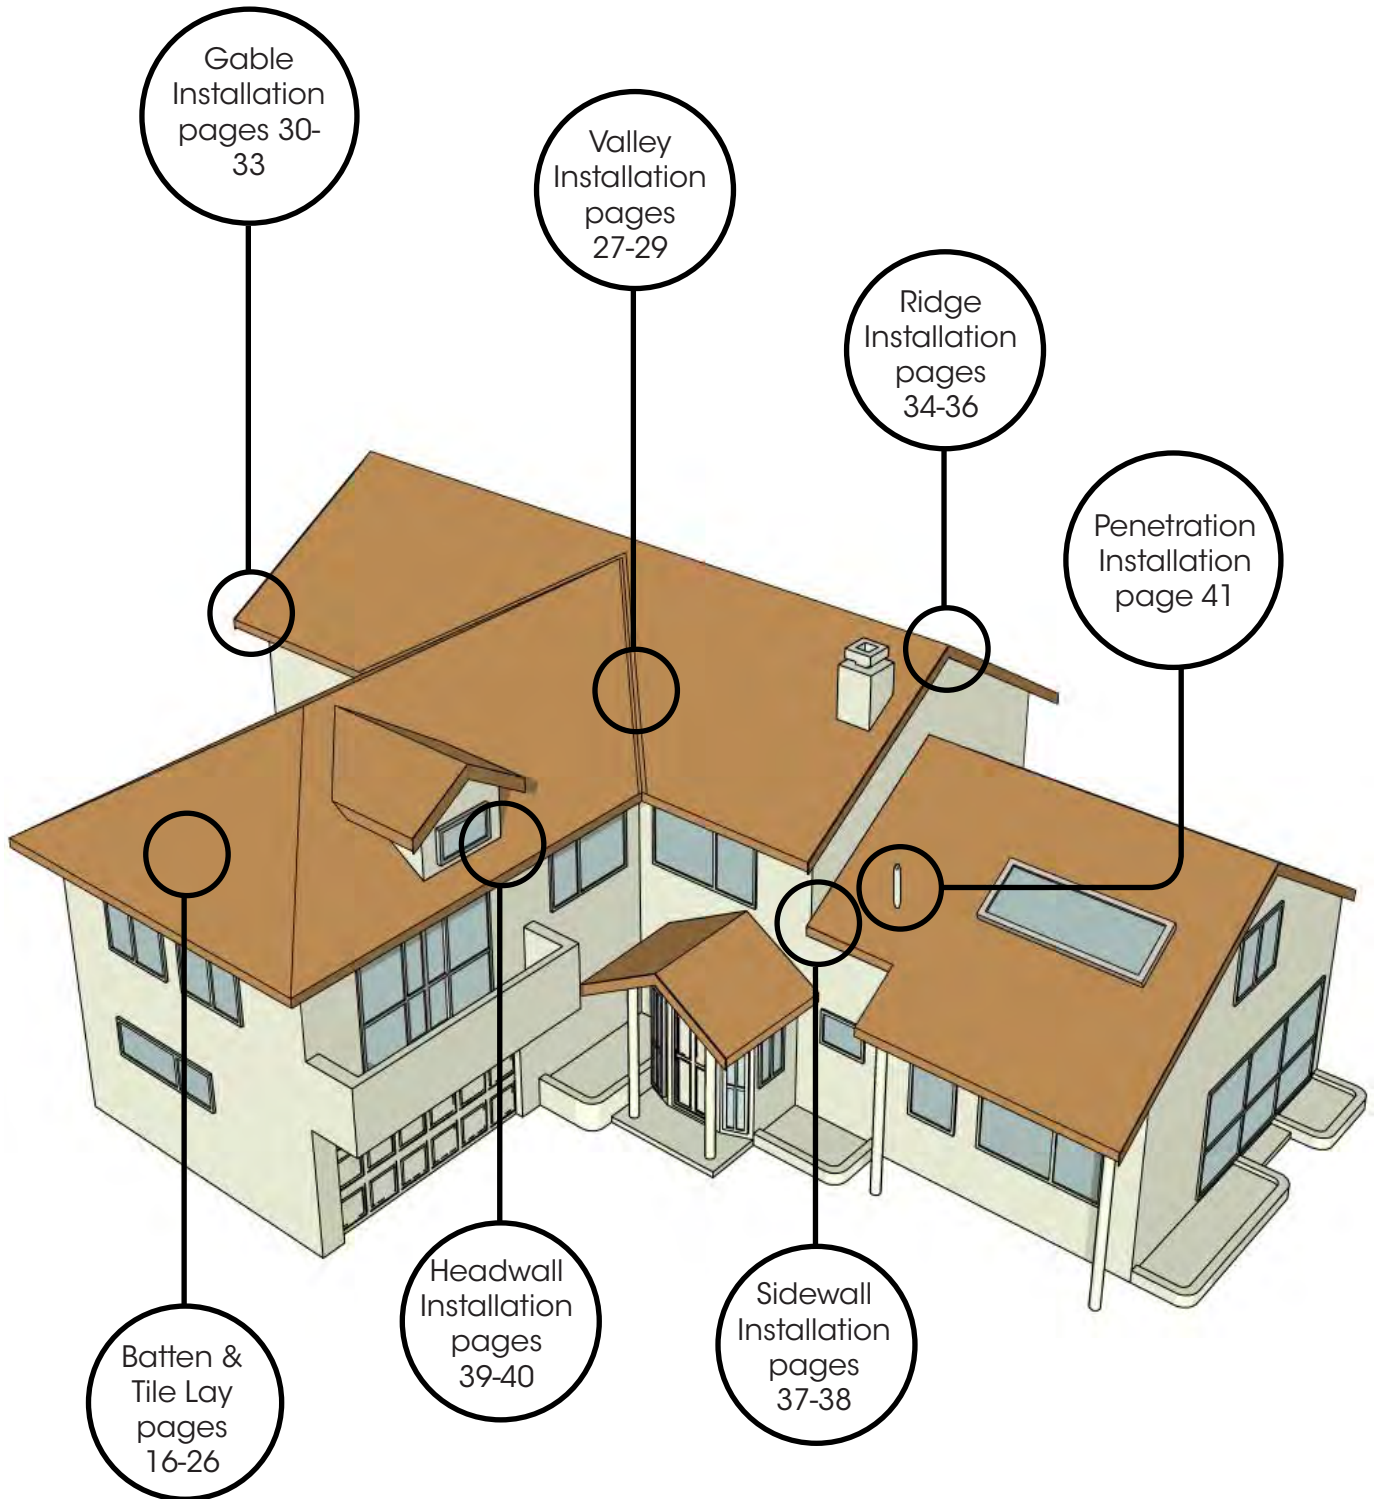 Gable
Installation
pages 30-
33
Valley
Installation
pages
27-29
Ridge
Installation
pages
34-36
Penetration
Installation
page 41
Headwall
Installation
pages
39-40
Sidewall
Installation
pages
37-38
Batten &
Tile Lay
pages
16-26